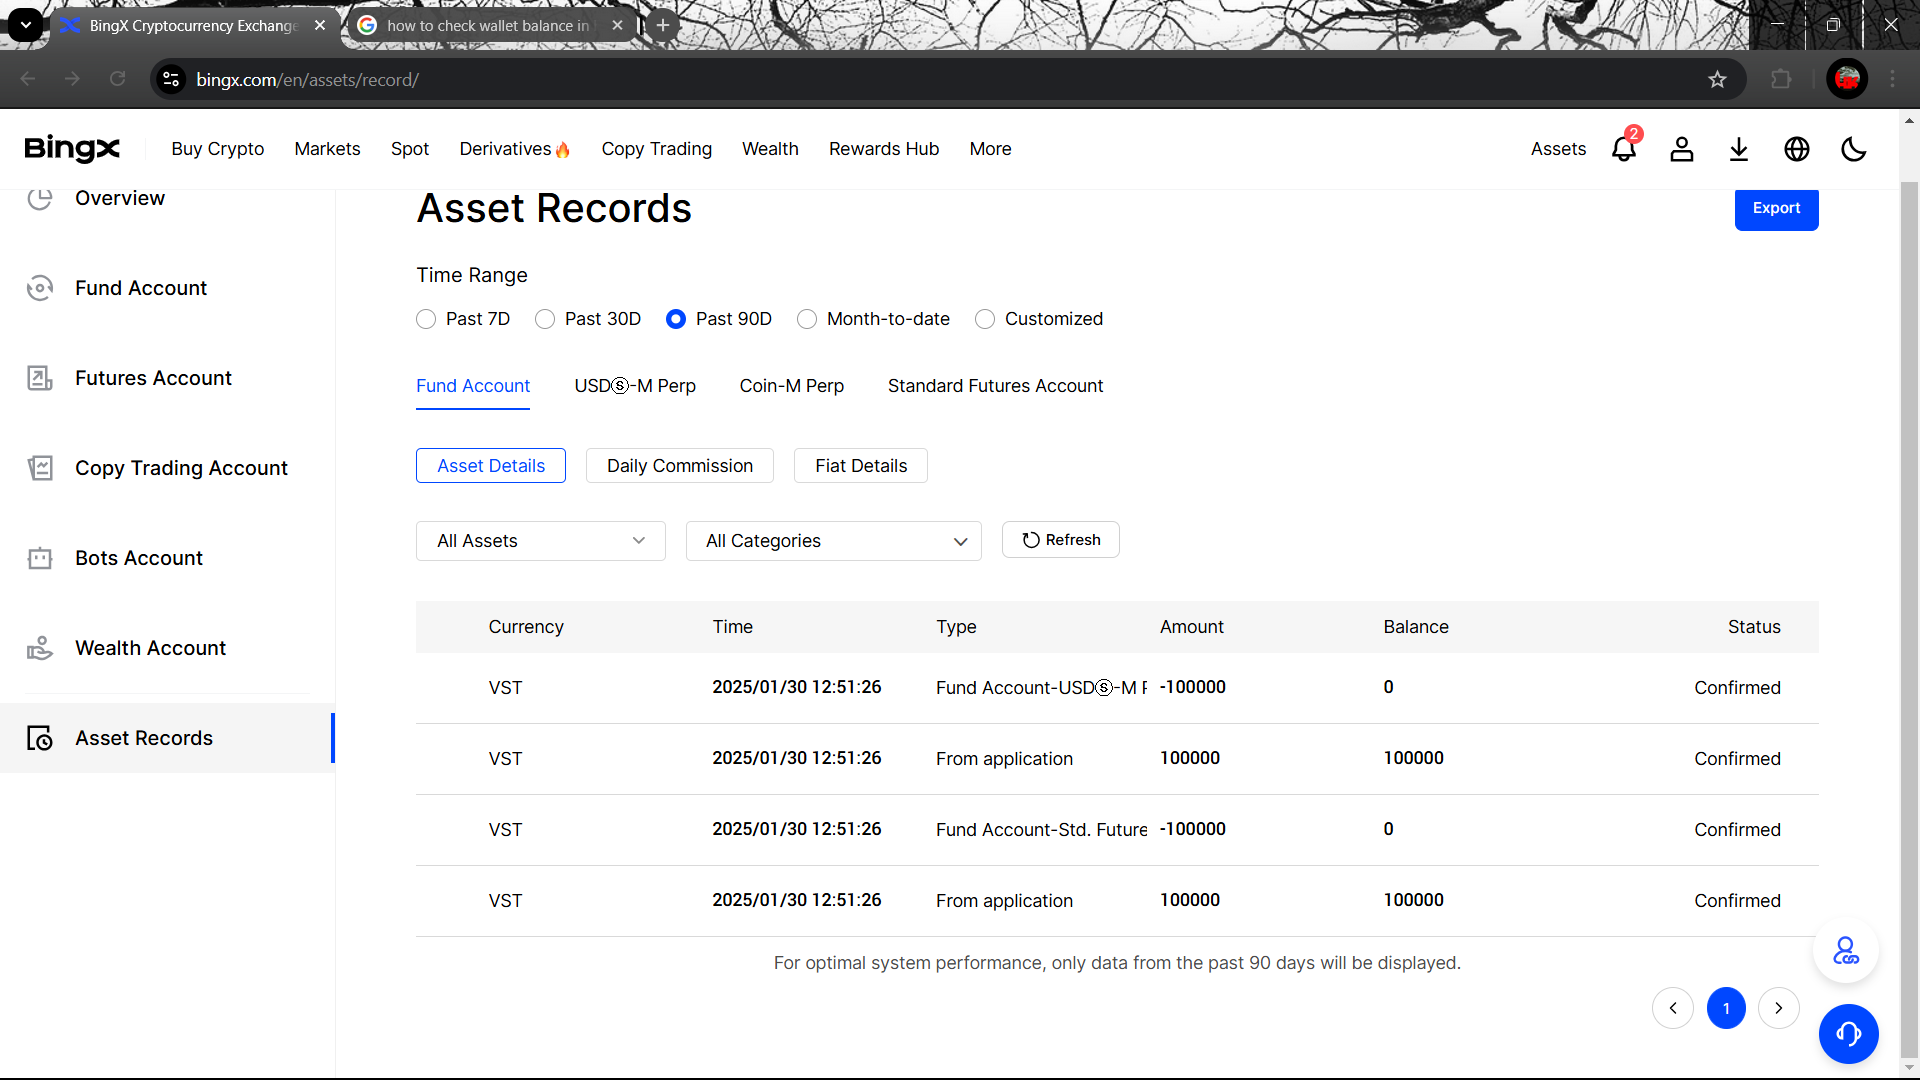 BingX Cryptocurrency Exchange
how to check wallet balance in
bingx.com/en/assets/record/
BingX
Buy Crypto
Markets
Spot
Derivatives🔥
Copy Trading
Wealth
Rewards Hub
More
Assets
2
Overview
Fund Account
Futures Account
Copy Trading Account
Bots Account
Wealth Account
Asset Records
Asset Records
Export
Time Range
Past 7D
Past 30D
Past 90D
Month-to-date
Customized
Fund Account
USDⓈ-M Perp
Coin-M Perp
Standard Futures Account
Asset Details
Daily Commission
Fiat Details
All Assets
All Categories
Refresh
Currency Time Type Amount Balance Status
VST 2025/01/30 12:51:26 Fund Account-USDⓈ-M P -100000 0 Confirmed
VST 2025/01/30 12:51:26 From application 100000 100000 Confirmed
VST 2025/01/30 12:51:26 Fund Account-Std. Future -100000 0 Confirmed
VST 2025/01/30 12:51:26 From application 100000 100000 Confirmed
For optimal system performance, only data from the past 90 days will be displayed.
1